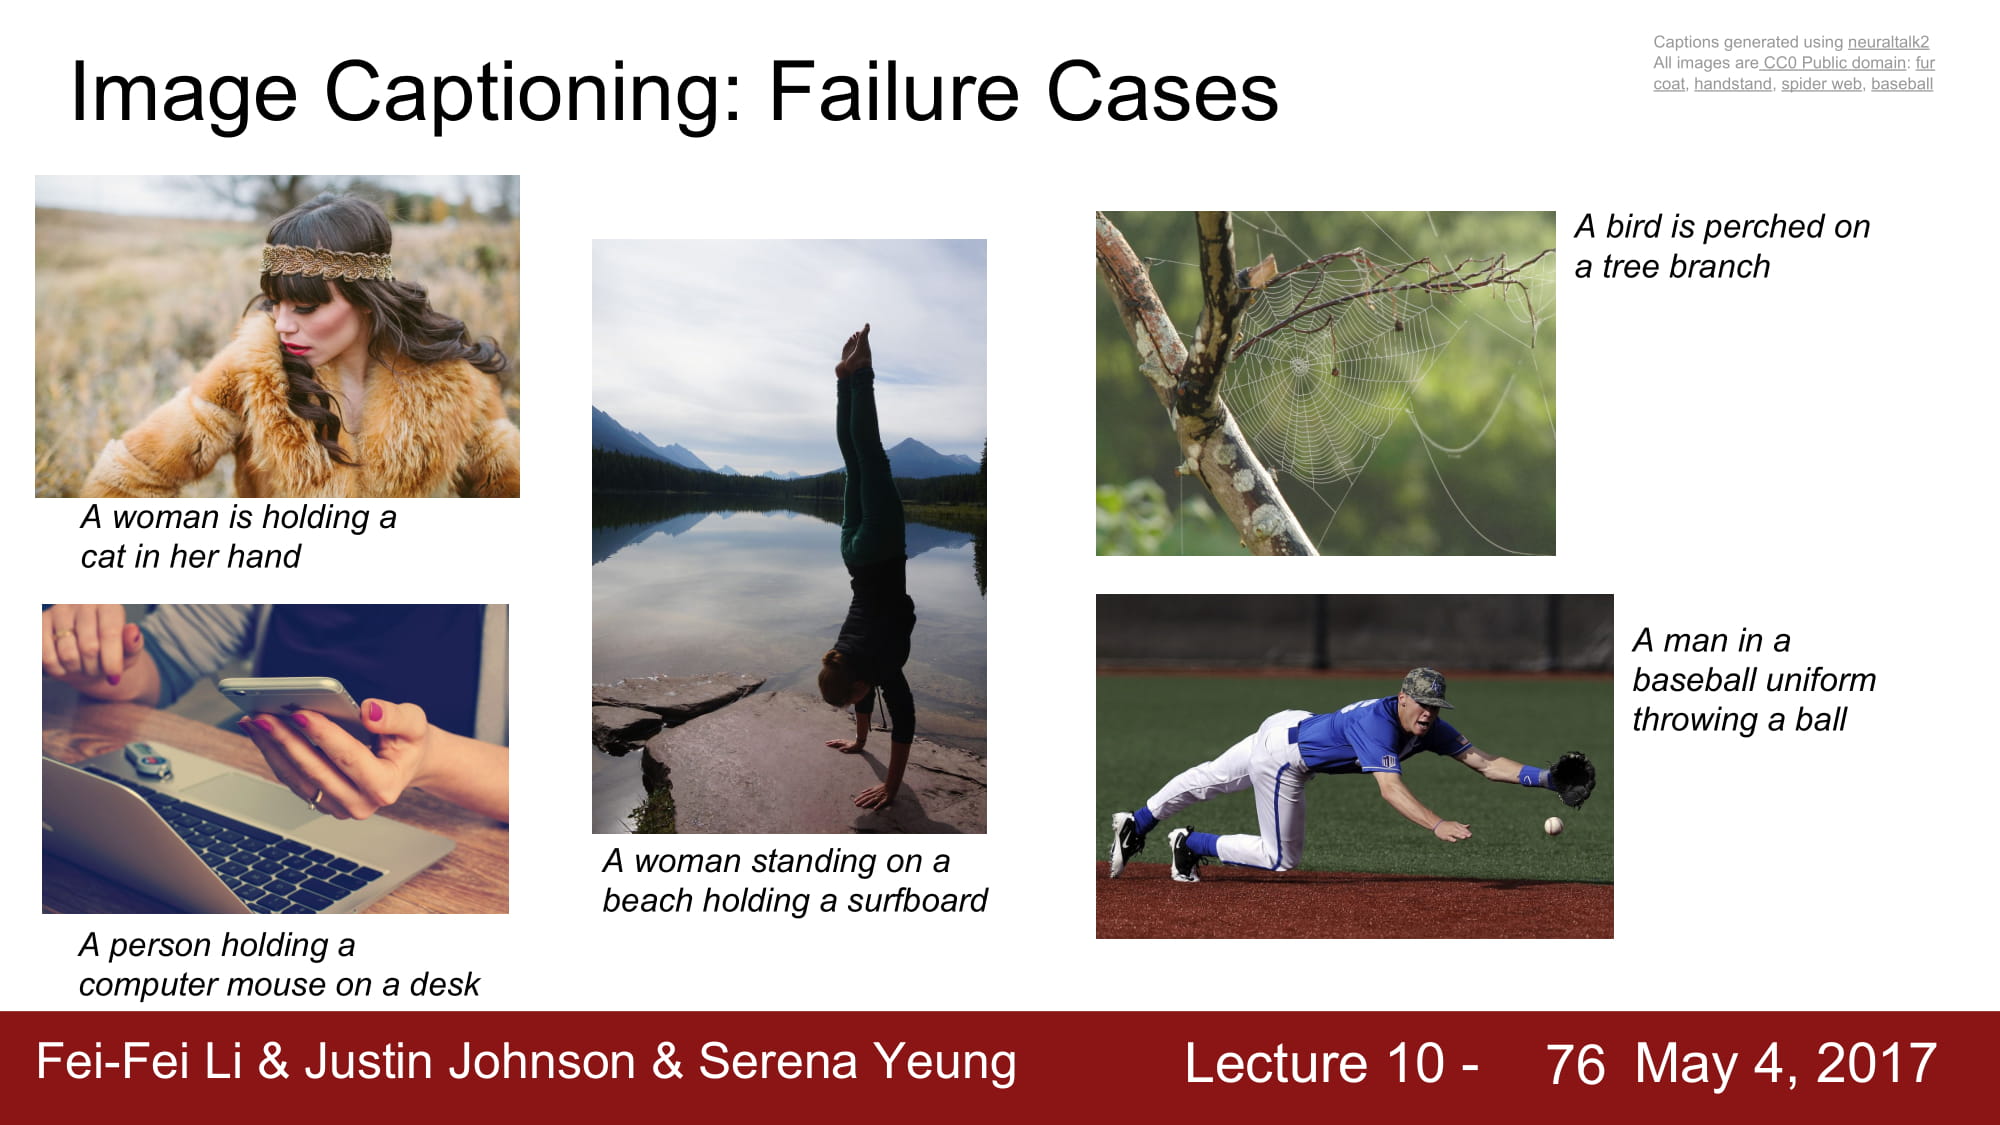 Image Captioning: Failure Cases
Captions generated using neuraltalk2
All images are CC0 Public domain: fur
coat, handstand, spider web, baseball
A woman is holding a
cat in her hand
A person holding a
computer mouse on a desk
A woman standing on a
beach holding a surfboard
A bird is perched on
a tree branch
A man in a
baseball uniform
throwing a ball
Fei-Fei Li & Justin Johnson & Serena Yeung
Lecture 10 - 76 May 4, 2017